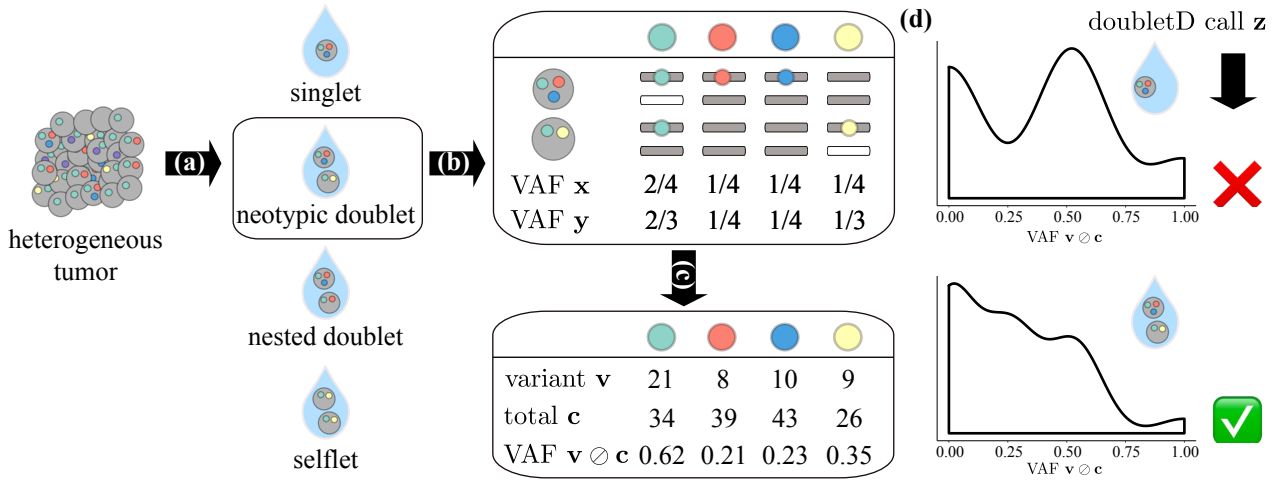 heterogeneous
tumor
(a)
singlet
neotypic doublet
nested doublet
selflet
(b)
VAF x 2/4 1/4 1/4 1/4
VAF y 2/3 1/4 1/4 1/3
(c)
variant v 21 8 10 9
total c 34 39 43 26
VAF v ⊘ c 0.62 0.21 0.23 0.35
(d)
doubletD call z
0.00 0.25 0.50 0.75 1.00
VAF v ⊘ c
0.00 0.25 0.50 0.75 1.00
VAF v ⊘ c